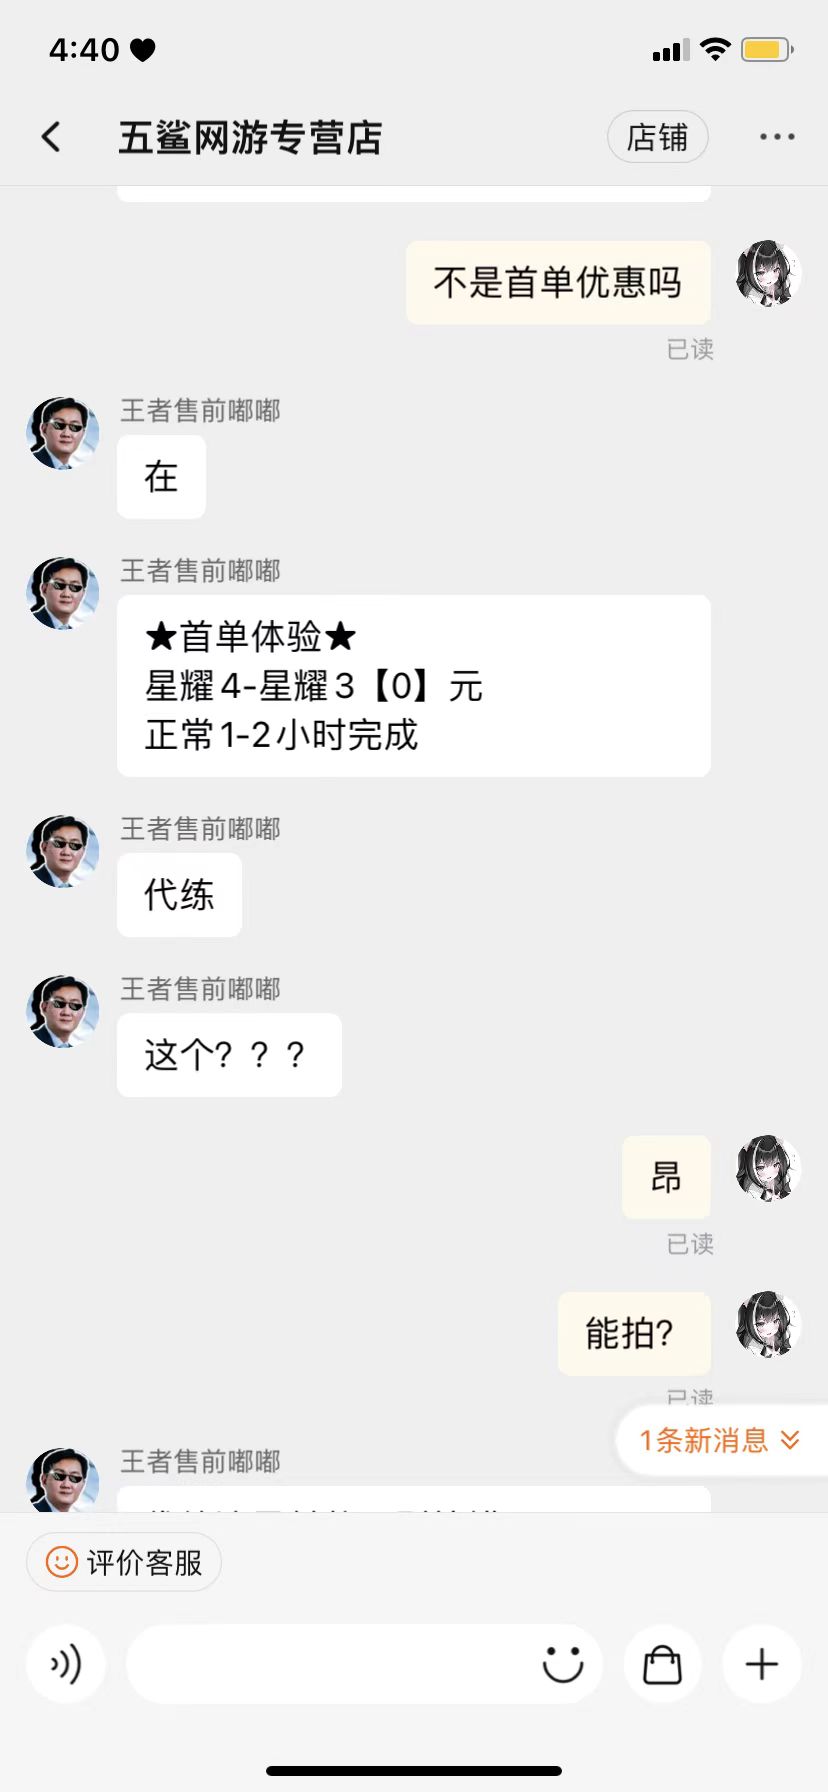 4:40
五鲨网游专营店
店铺
不是首单优惠吗
已读
王者售前嘟嘟
在
王者售前嘟嘟
★首单体验★
星耀4-星耀3【0】元
正常1-2小时完成
王者售前嘟嘟
代练
王者售前嘟嘟
这个？？？
昂
已读
能拍？
已读
1条新消息
王者售前嘟嘟
评价客服